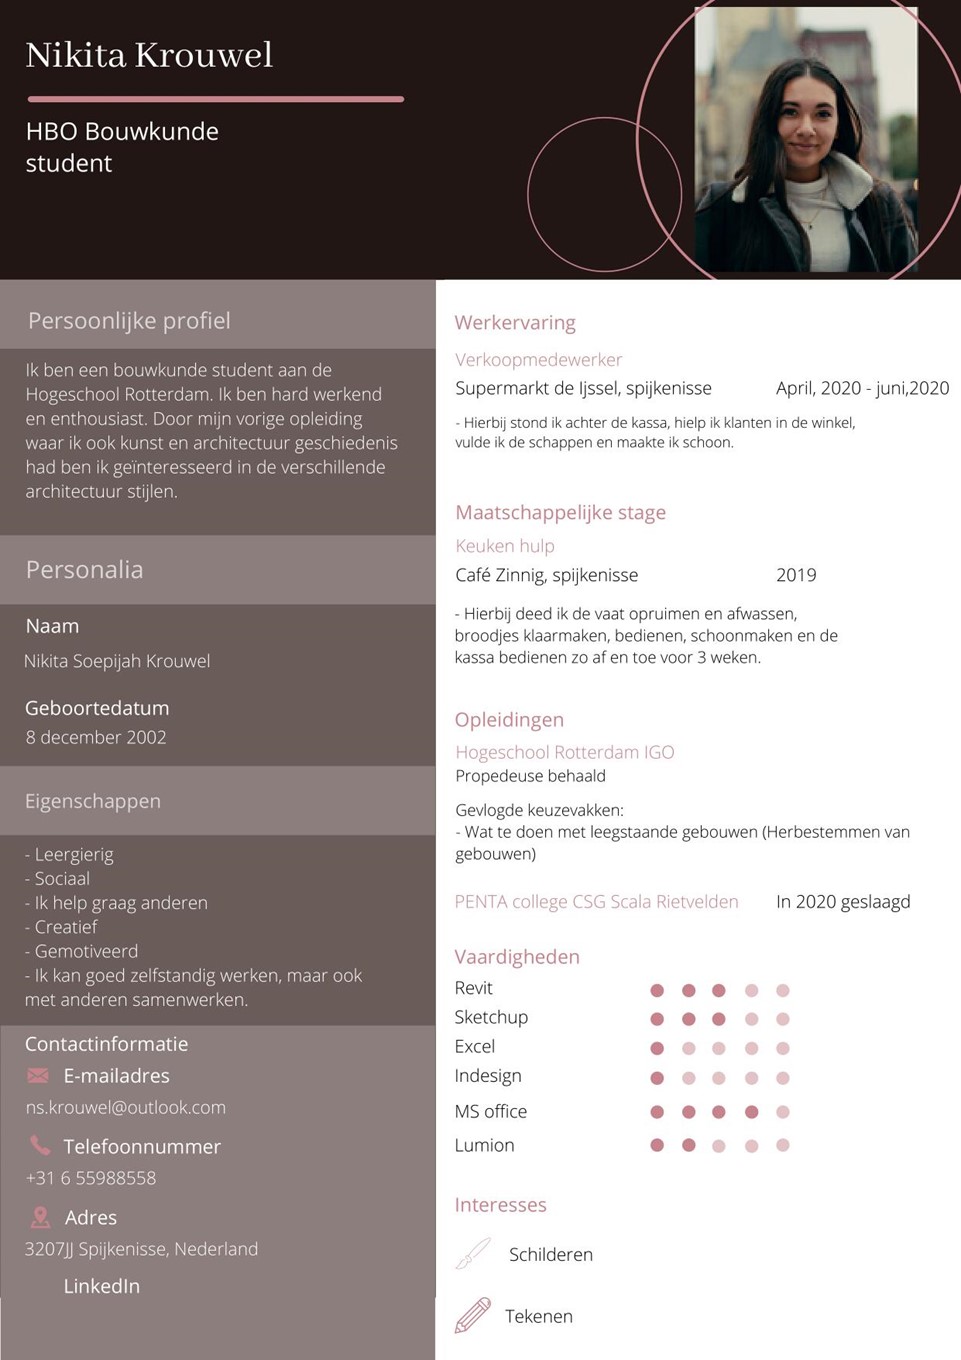 Nikita Krouwel
HBO Bouwkunde
student
Persoonlijke profiel
Ik ben een bouwkunde student aan de
Hogeschool Rotterdam. Ik ben hard werkend
en enthousiast. Door mijn vorige opleiding
waar ik ook kunst en architectuur geschiedenis
had ben ik geïnteresseerd in de verschillende
architectuur stijlen.
Personalia
Naam
Nikita Soepijah Krouwel
Geboortedatum
8 december 2002
Eigenschappen
- Leergierig
- Sociaal
- Ik help graag anderen
- Creatief
- Gemotiveerd
- Ik kan goed zelfstandig werken, maar ook
met anderen samenwerken.
Contactinformatie
E-mailadres
ns.krouwel@outlook.com
Telefoonnummer
+31 6 55988558
Adres
3207JJ Spijkenisse, Nederland
LinkedIn
Werkervaring
Verkoopmedewerker
Supermarkt de Ijssel, spijkenisse April, 2020 - juni,2020
- Hierbij stond ik achter de kassa, hielp ik klanten in de winkel,
vulde ik de schappen en maakte ik schoon.
Maatschappelijke stage
Keuken hulp
Café Zinnig, spijkenisse 2019
- Hierbij deed ik de vaat opruimen en afwassen,
broodjes klaarmaken, bedienen, schoonmaken en de
kassa bedienen zo af en toe voor 3 weken.
Opleidingen
Hogeschool Rotterdam IGO
Propedeuse behaald
Gevlogde keuzevakken:
- Wat te doen met leegstaande gebouwen (Herbestemmen van
gebouwen)
PENTA college CSG Scala Rietvelden In 2020 geslaagd
Vaardigheden
Revit
Sketchup
Excel
Indesign
MS office
Lumion
Interesses
Schilderen
Tekenen